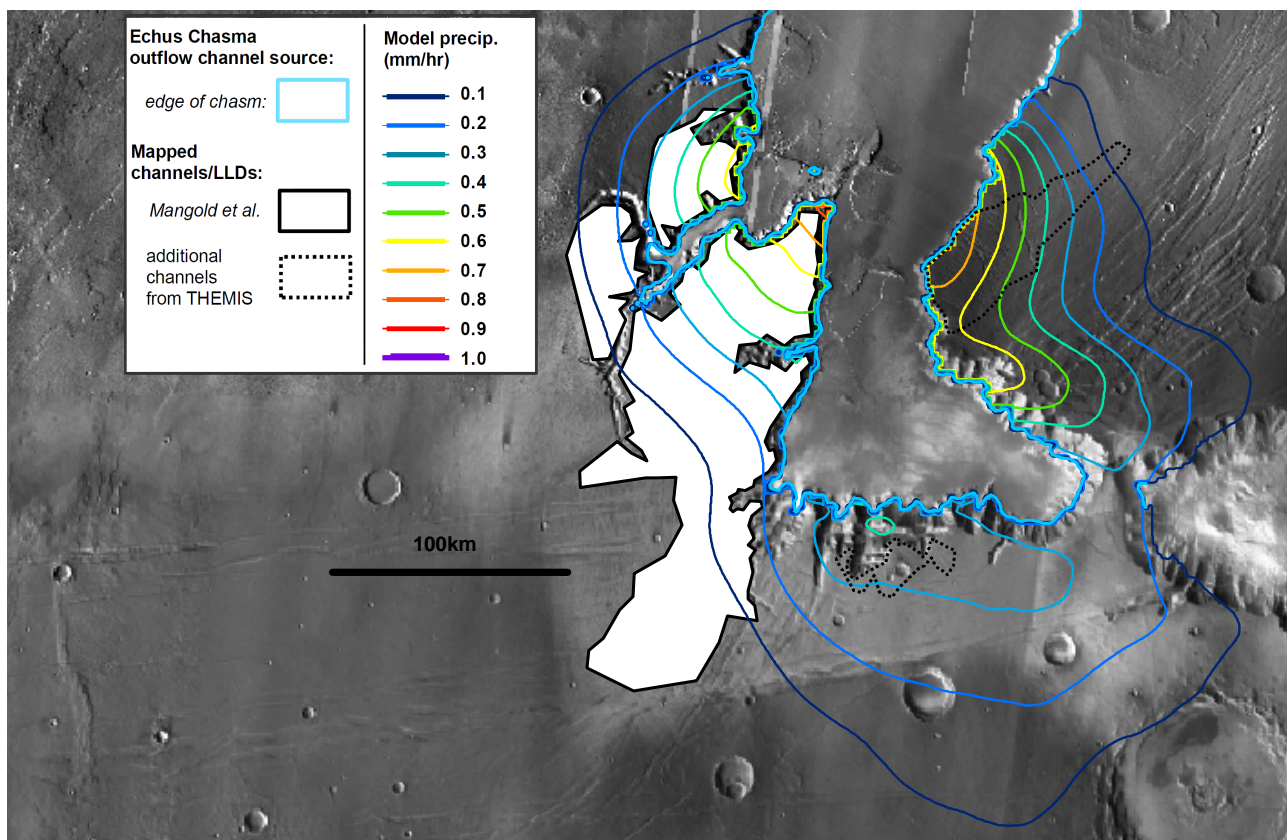 Echus Chasma
outflow channel source:
edge of chasm:
Mapped
channels/LLDs:
Mangold et al.
additional
channels
from THEMIS
Model precip.
(mm/hr)
0.1
0.2
0.3
0.4
0.5
0.6
0.7
0.8
0.9
1.0
100km